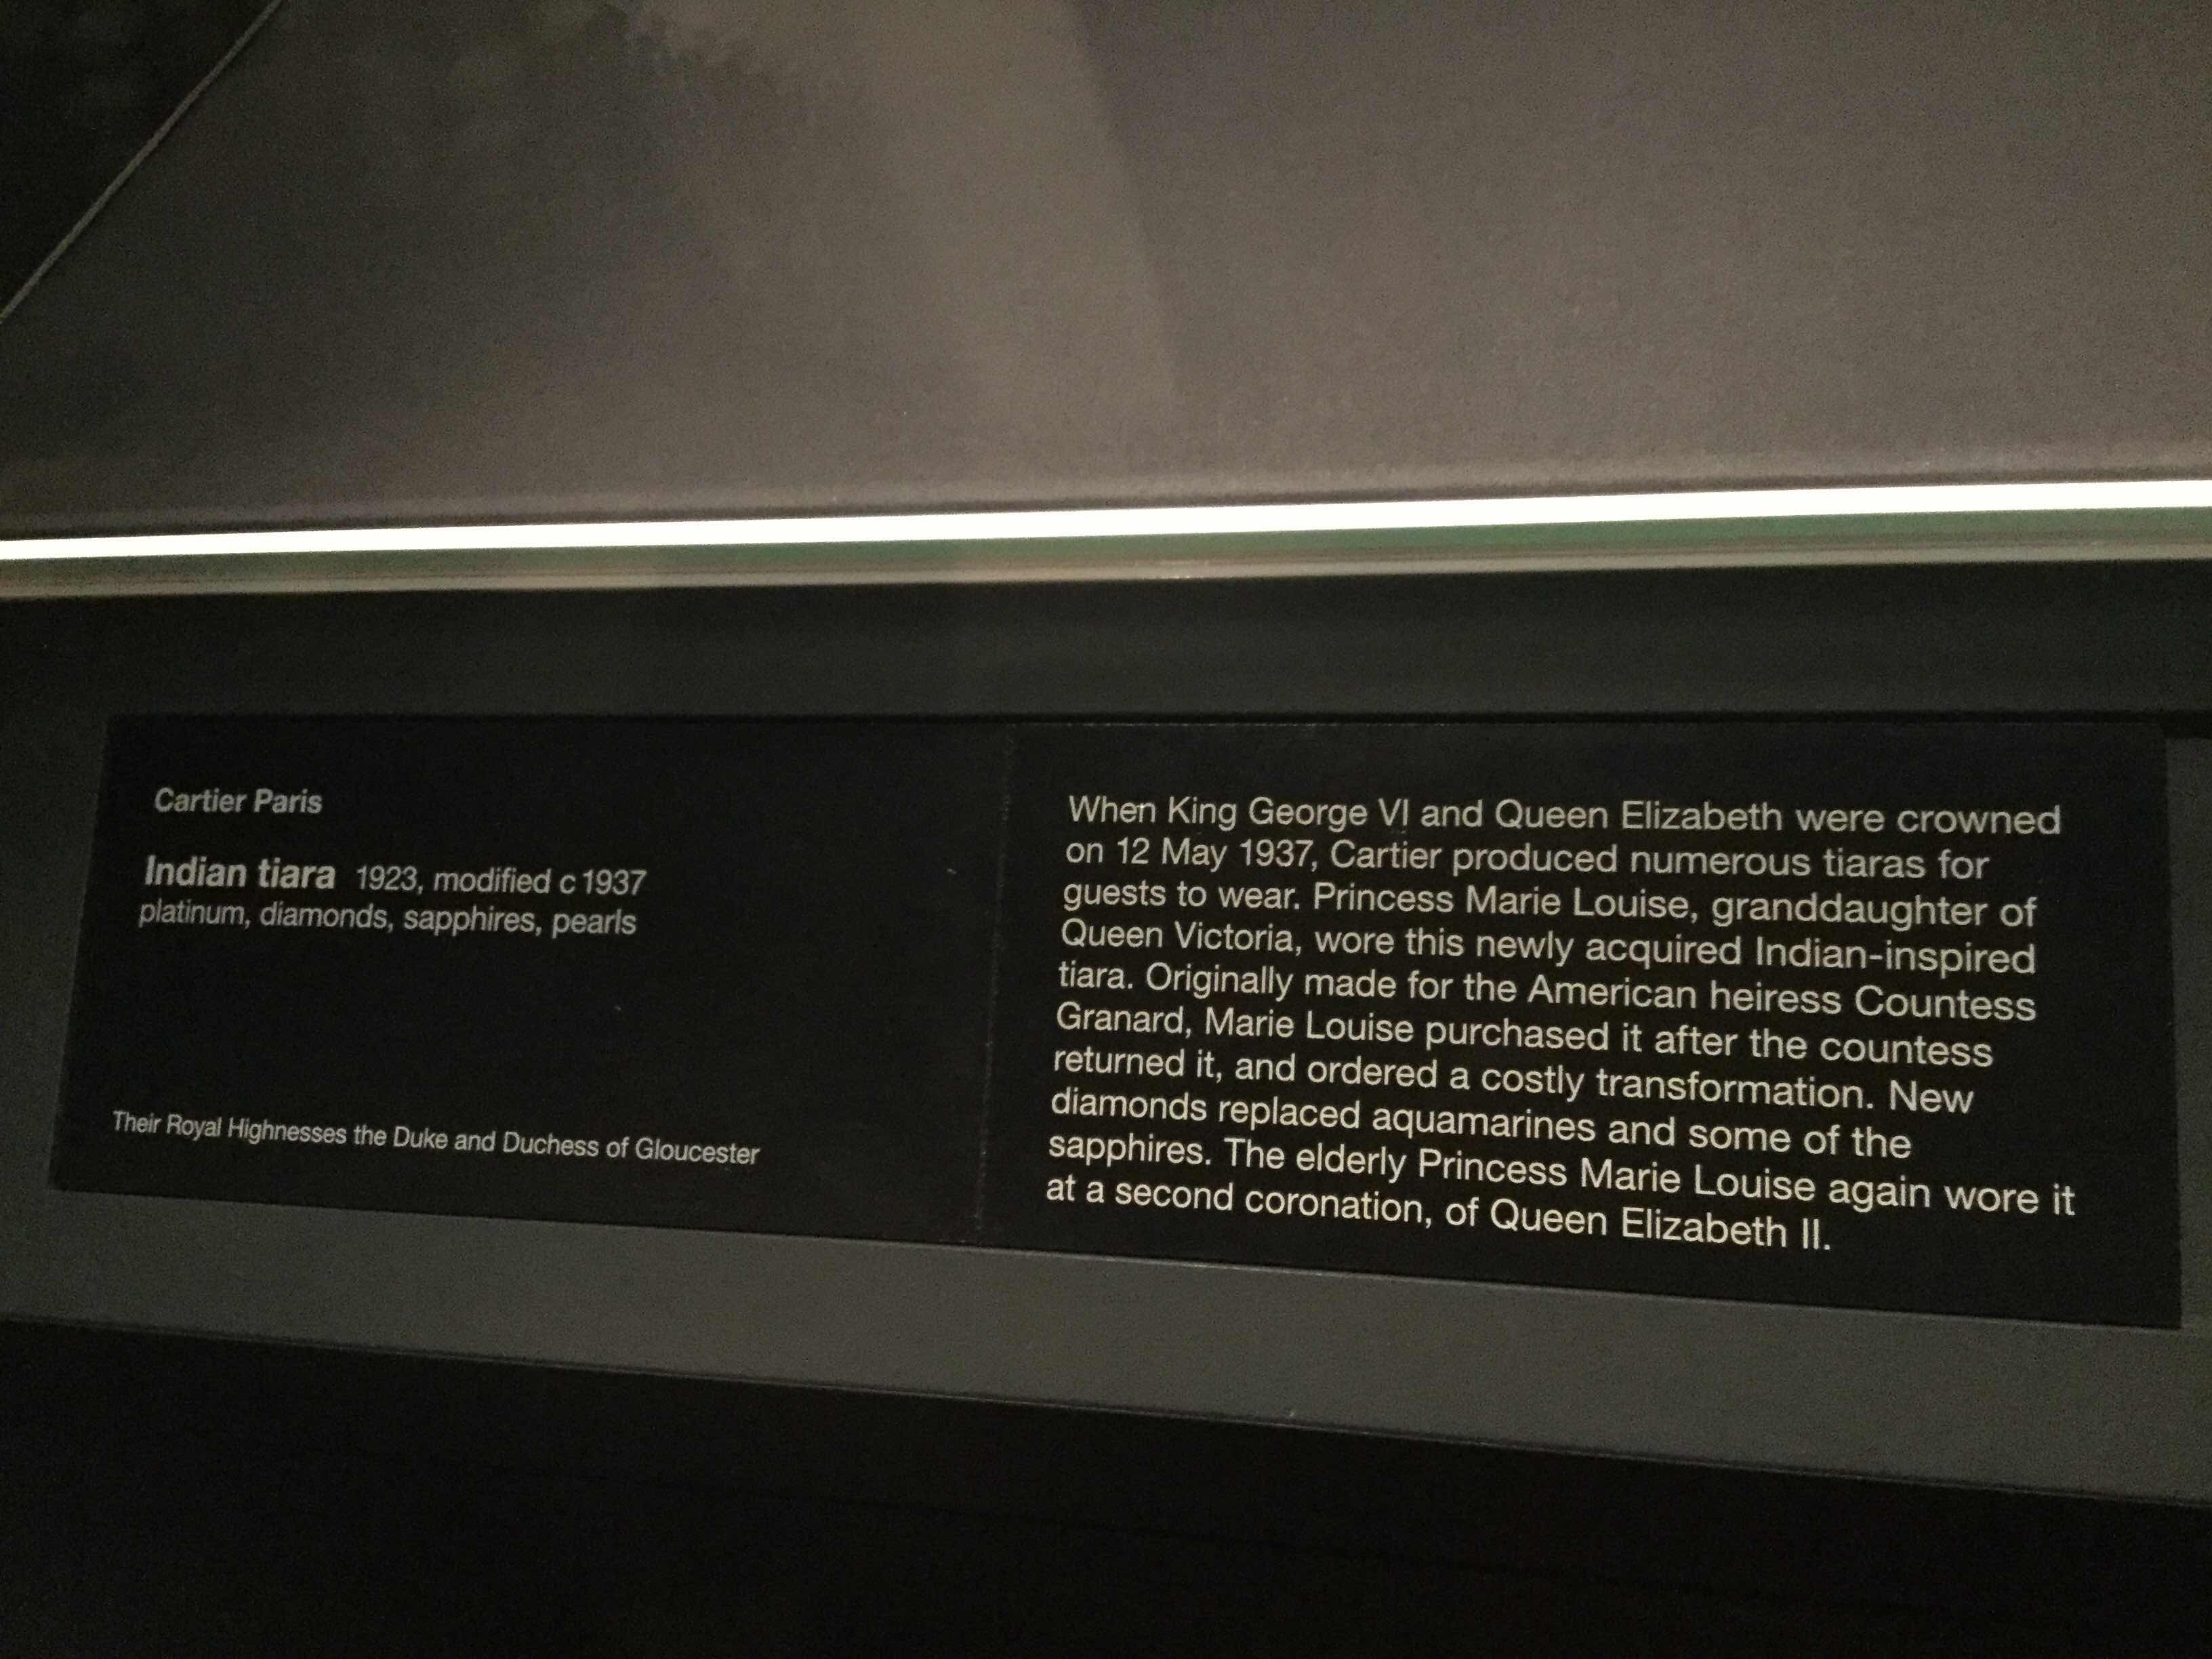 Cartier Paris
Indian tiara 1923, modified c 1937
platinum, diamonds, sapphires, pearls
Their Royal Highnesses the Duke and Duchess of Gloucester
When King George VI and Queen Elizabeth were crowned
on 12 May 1937, Cartier produced numerous tiaras for
guests to wear. Princess Marie Louise, granddaughter of
Queen Victoria, wore this newly acquired Indian-inspired
tiara. Originally made for the American heiress Countess
Granard, Marie Louise purchased it after the countess
returned it, and ordered a costly transformation. New
diamonds replaced aquamarines and some of the
sapphires. The elderly Princess Marie Louise again wore it
at a second coronation, of Queen Elizabeth II.